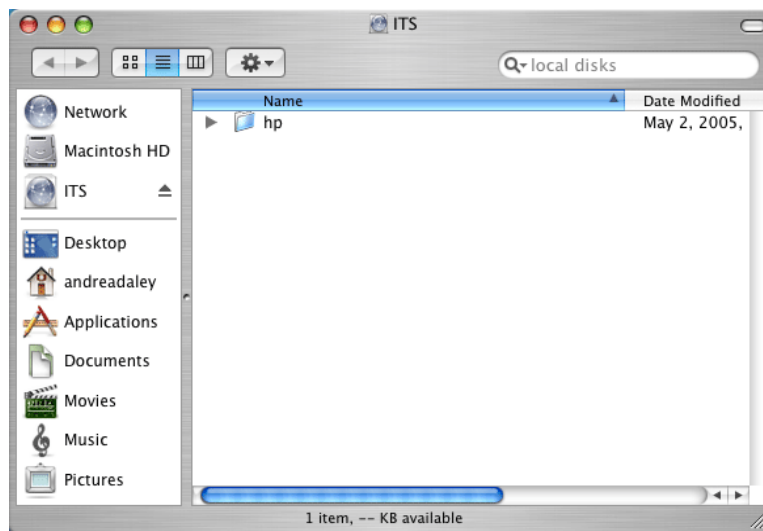 ITS
local disks
Network
Macintosh HD
ITS
Desktop
andreadaley
Applications
Documents
Movies
Music
Pictures
Name Date Modified
hp May 2, 2005,
1 item, -- KB available